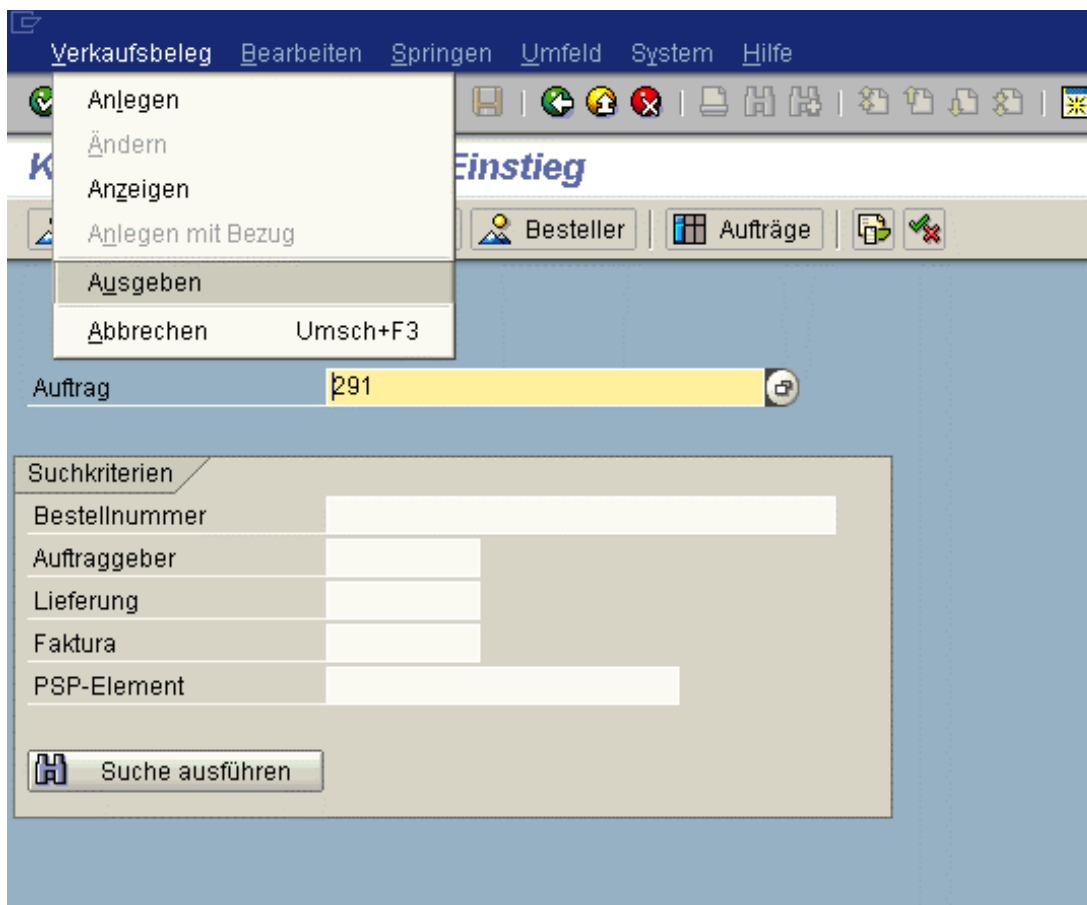 Verkaufsbeleg Bearbeiten Springen Umfeld System Hilfe
Anlegen
Ändern
Anzeigen
Anlegen mit Bezug
Ausgeben
Abbrechen Umsch+F3
Einstieg
Besteller Aufträge
Auftrag 291
Suchkriterien
Bestellnummer
Auftraggeber
Lieferung
Faktura
PSP-Element
Suche ausführen